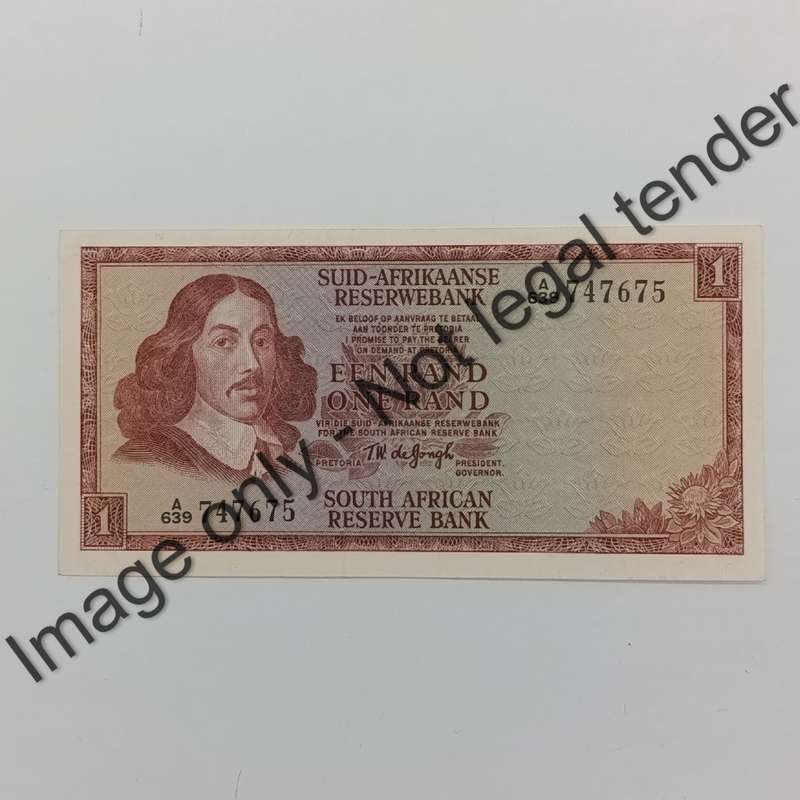 SUID-AFRIKAANSE
RESERWEBANK
A
639 747675
1
EK BELOOF OP AANVRAAG TE BETAAL
AAN TOONDER TE PRETORIA
I PROMISE TO PAY THE BEARER
ON DEMAND AT PRETORIA
EEN RAND
ONE RAND
VIR DIE SUID-AFRIKAANSE RESERWEBANK
FOR THE SOUTH AFRICAN RESERVE BANK
T.W. de Jongh
PRETORIA PRESIDENT.
GOVERNOR.
1
A
639 747675
SOUTH AFRICAN
RESERVE BANK
Image only - Not legal tender